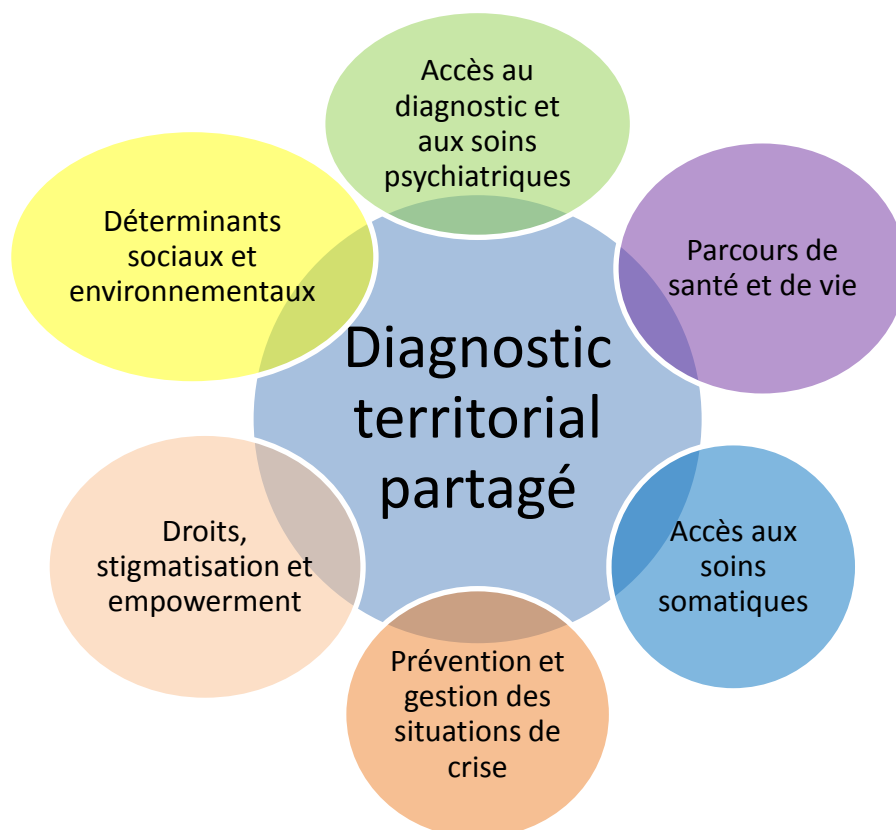 Accès au
diagnostic et
aux soins
psychiatriques
Parcours de
santé et de vie
Accès aux
soins
somatiques
Prévention et
gestion des
situations de
crise
Droits,
stigmatisation et
empowerment
Déterminants
sociaux et
environnementaux
Diagnostic
territorial
partagé